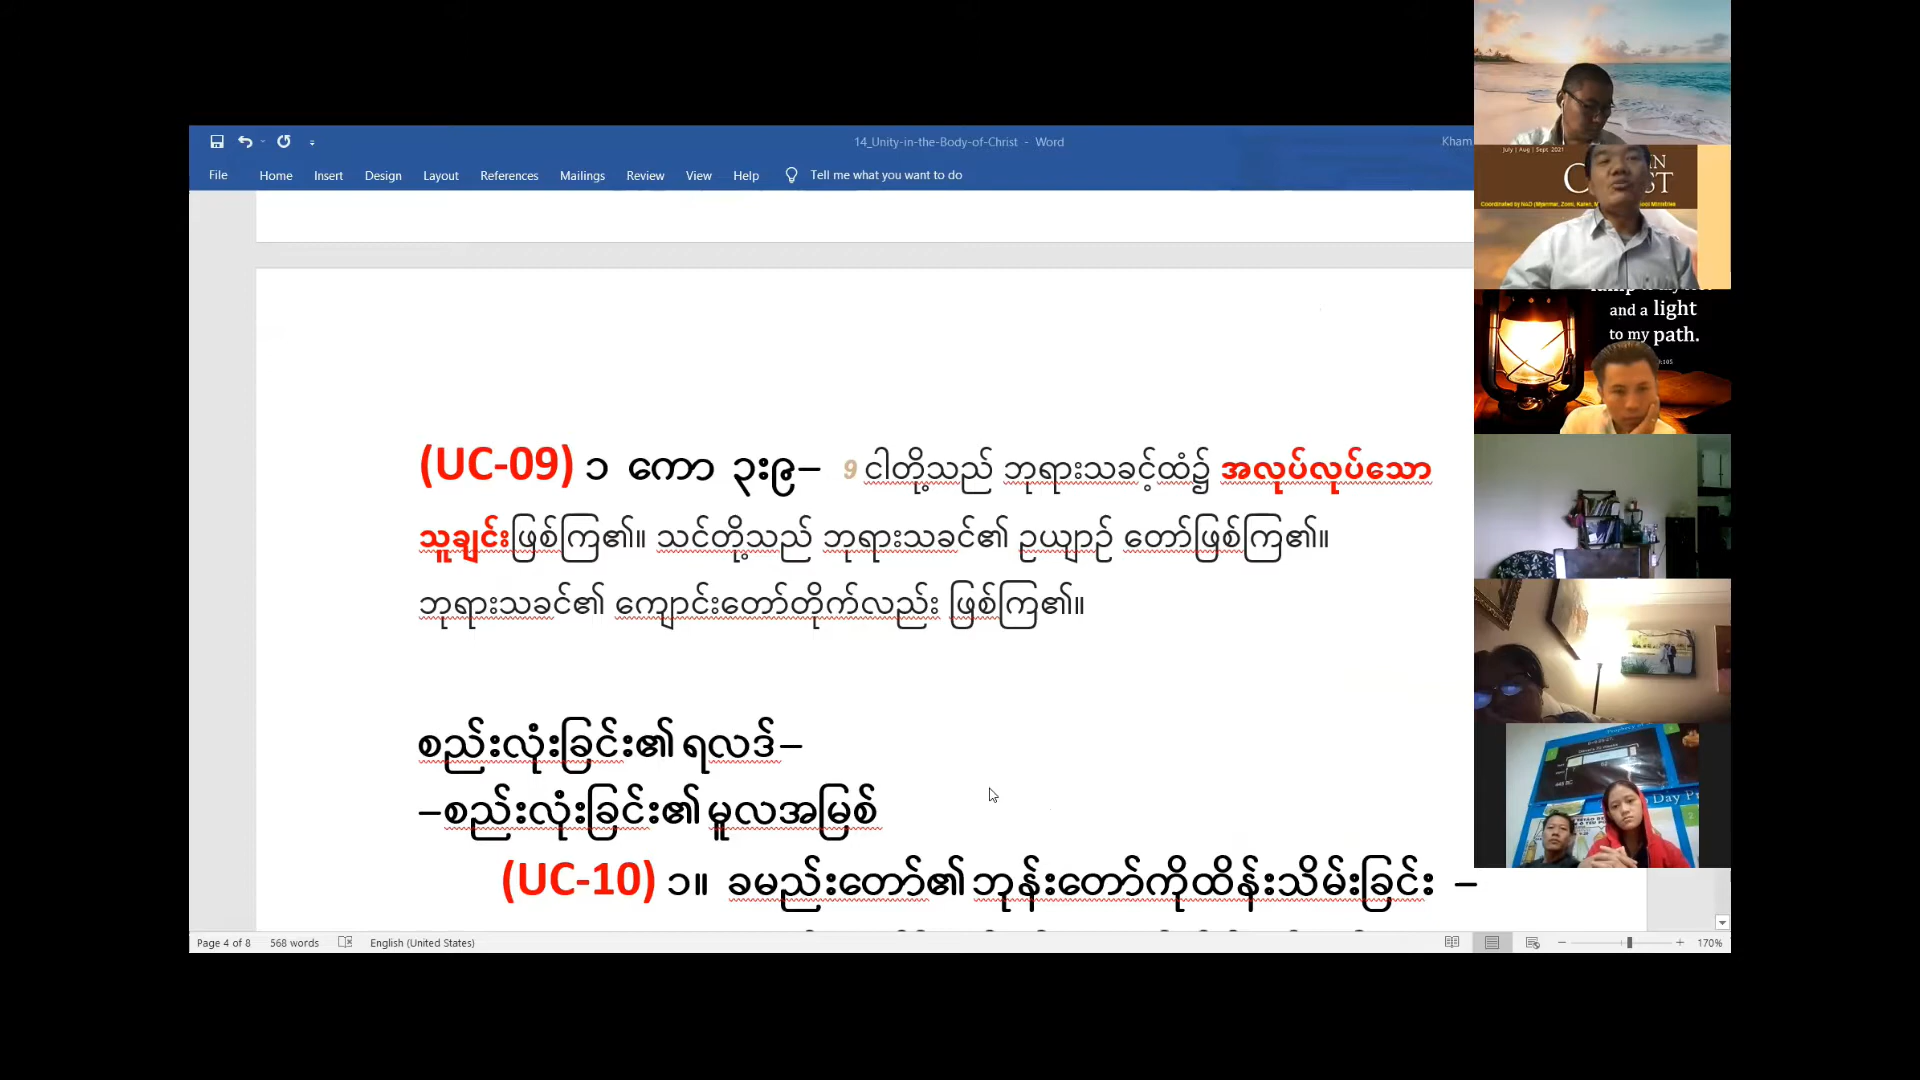 14_Unity-in-the-Body-of-Christ - Word
Kham
File Home Insert Design Layout References Mailings Review View Help Tell me what you want to do
(UC-09) ၁ ကော ၃း၉– 9 ငါတို့သည် ဘုရားသခင့်ထံ၌ အလုပ်လုပ်သော
သူချင်းဖြစ်ကြ၏။ သင်တို့သည် ဘုရားသခင်၏ ဥယျာဉ် တော်ဖြစ်ကြ၏။
ဘုရားသခင်၏ ကျောင်းတော်တိုက်လည်း ဖြစ်ကြ၏။
စည်းလုံးခြင်း၏ ရလဒ်–
–စည်းလုံးခြင်း၏ မူလအမြစ်
(UC-10) ၁။ ခမည်းတော်၏ ဘုန်းတော်ကိုထိန်းသိမ်းခြင်း –
Page 4 of 8 568 words English (United States) 170%
July | Aug | Sept 2021
IN
and a light
to my path.